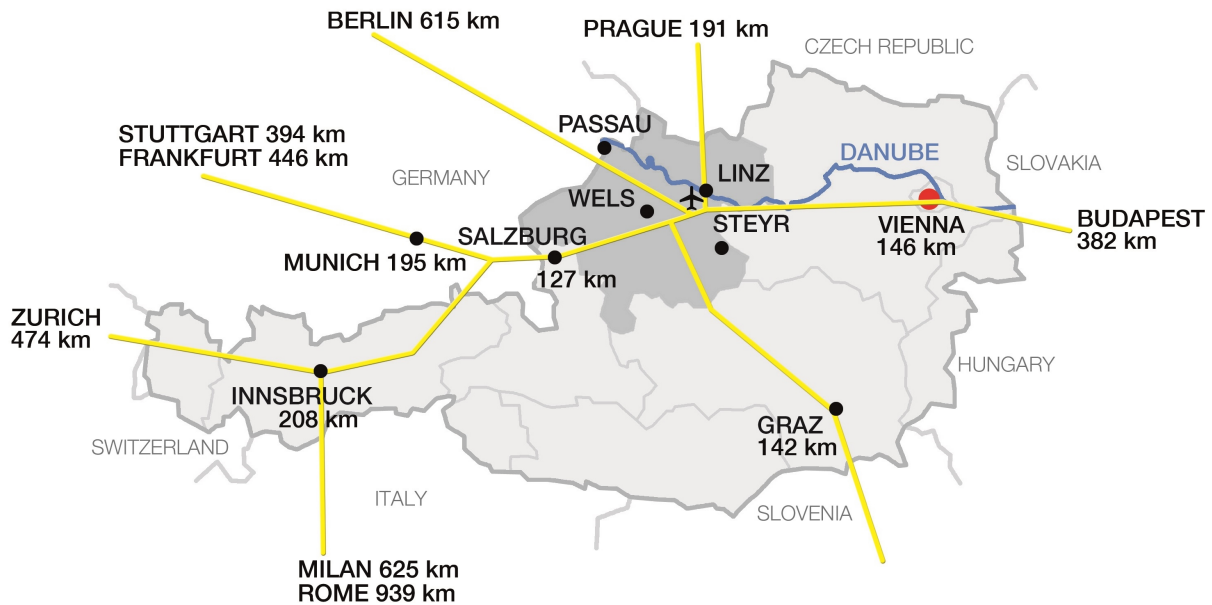 BERLIN 615 km
PRAGUE 191 km
CZECH REPUBLIC
STUTTGART 394 km
FRANKFURT 446 km
PASSAU
GERMANY
DANUBE
SLOVAKIA
LINZ
WELS
STEYR
VIENNA
146 km
BUDAPEST
382 km
SALZBURG
127 km
MUNICH 195 km
ZURICH
474 km
HUNGARY
INNSBRUCK
208 km
GRAZ
142 km
SWITZERLAND
ITALY
SLOVENIA
MILAN 625 km
ROME 939 km